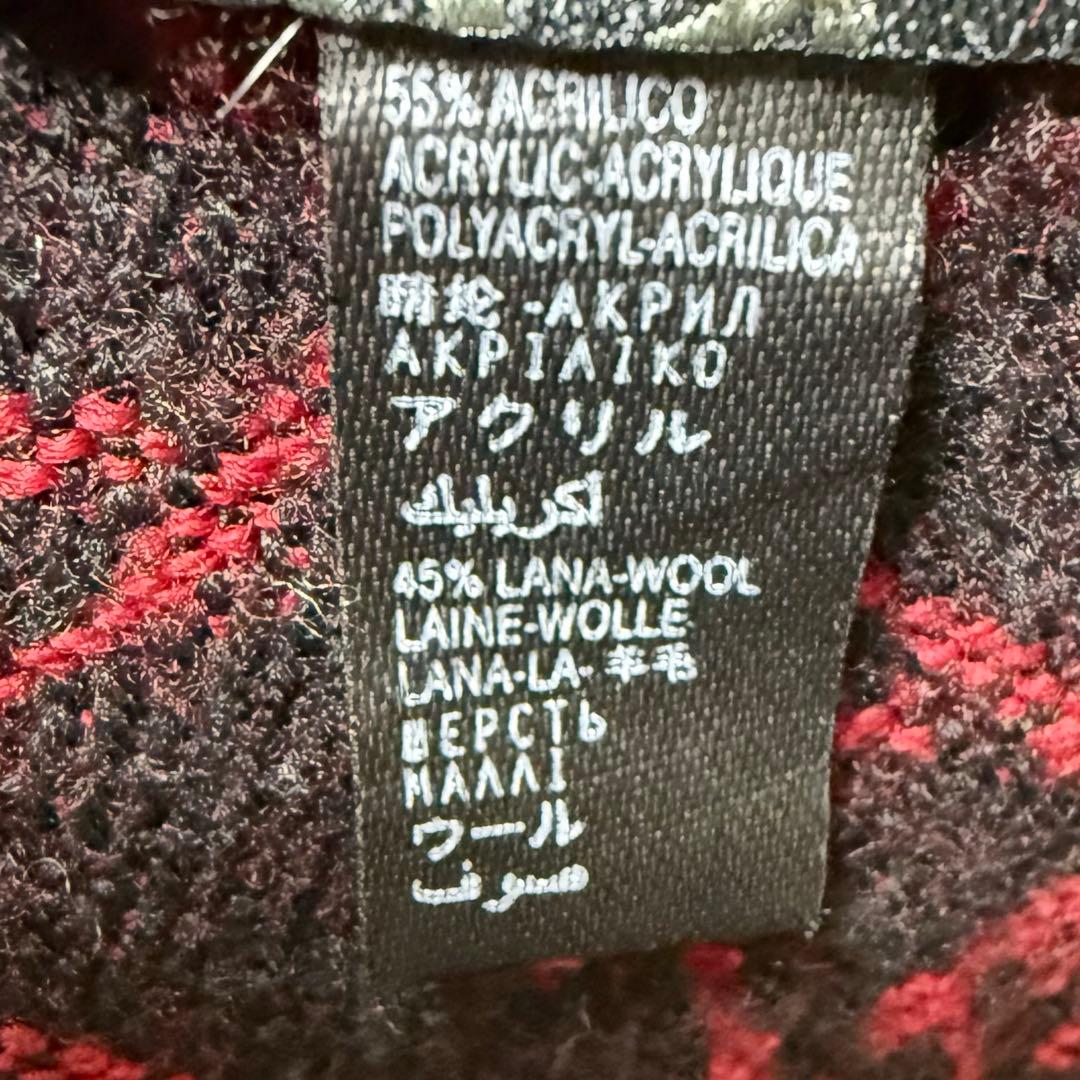 55% ACRILICO
ACRYLIC-ACRYLIQUE
POLYACRYL-ACRILICA
腈纶 -АКРИЛ
ΑΚΡΙΛΙΚΟ
アクリル
اكريليك
45% LANA-WOOL
LAINE-WOLLE
LANA-LA- 羊毛
ШЕРСТЬ
ΜΑΛΛΙ
ウール
صوف